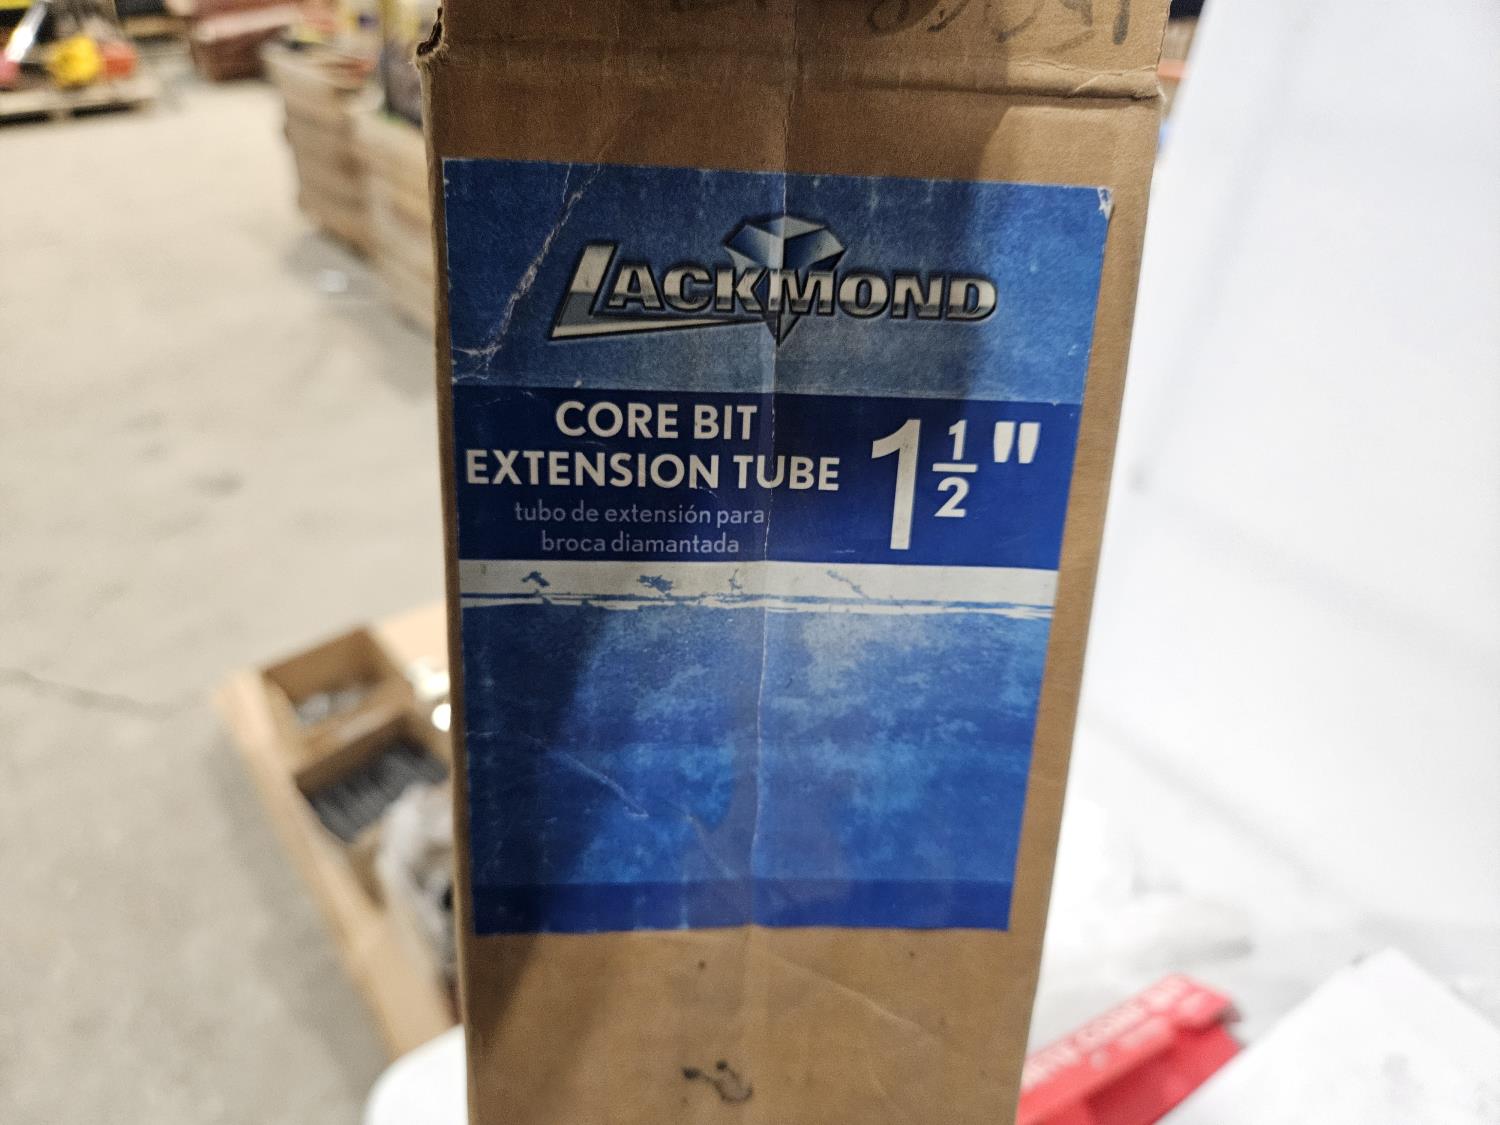 LACKMOND
CORE BIT
EXTENSION TUBE
tubo de extensión para
broca diamantada
1 1/2"